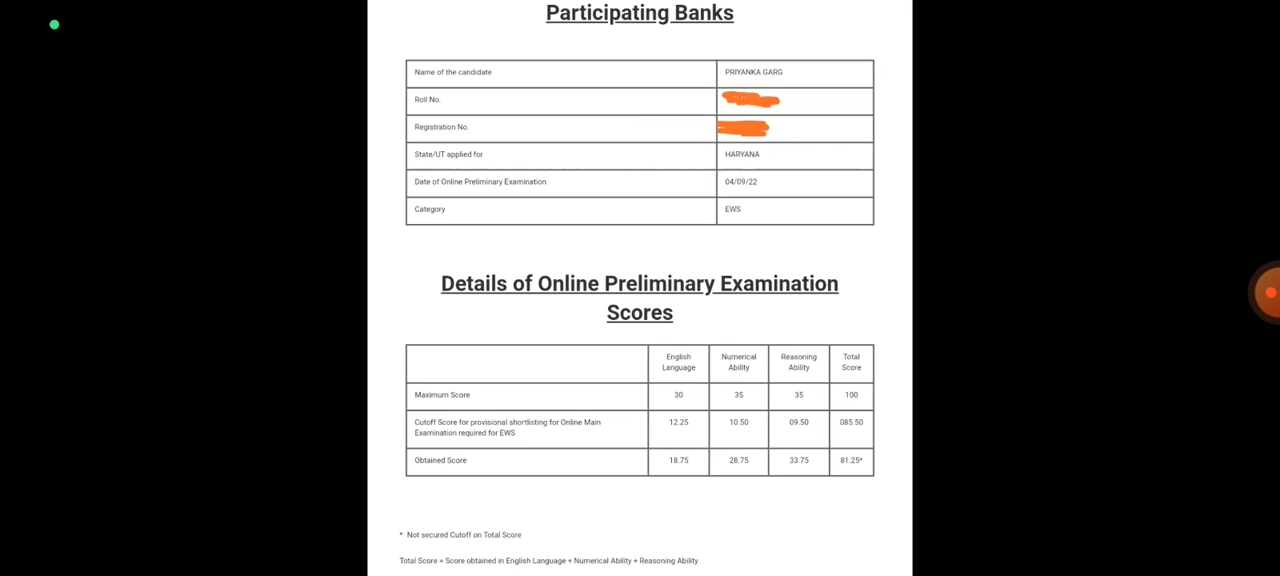 Participating Banks
Name of the candidate PRIYANKA GARG
Roll No.
Registration No.
State/UT applied for HARYANA
Date of Online Preliminary Examination 04/09/22
Category EWS
Details of Online Preliminary Examination
Scores
English Language Numerical Ability Reasoning Ability Total Score
Maximum Score 30 35 35 100
Cutoff Score for provisional shortlisting for Online Main Examination required for EWS 12.25 10.50 09.50 085.50
Obtained Score 18.75 28.75 33.75 81.25*
* Not secured Cutoff on Total Score
Total Score = Score obtained in English Language + Numerical Ability + Reasoning Ability